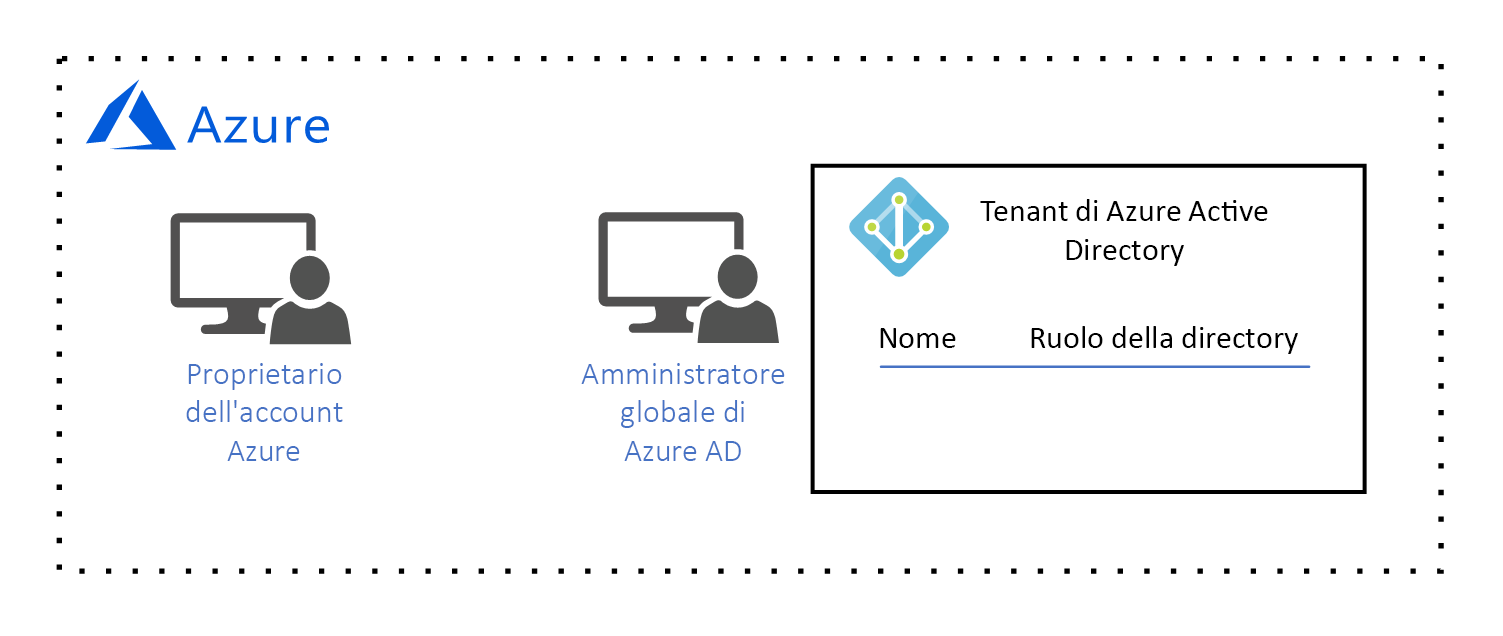 Azure
Tenant di Azure Active
Directory
Nome Ruolo della directory
Proprietario
dell'account
Azure
Amministratore
globale di
Azure AD